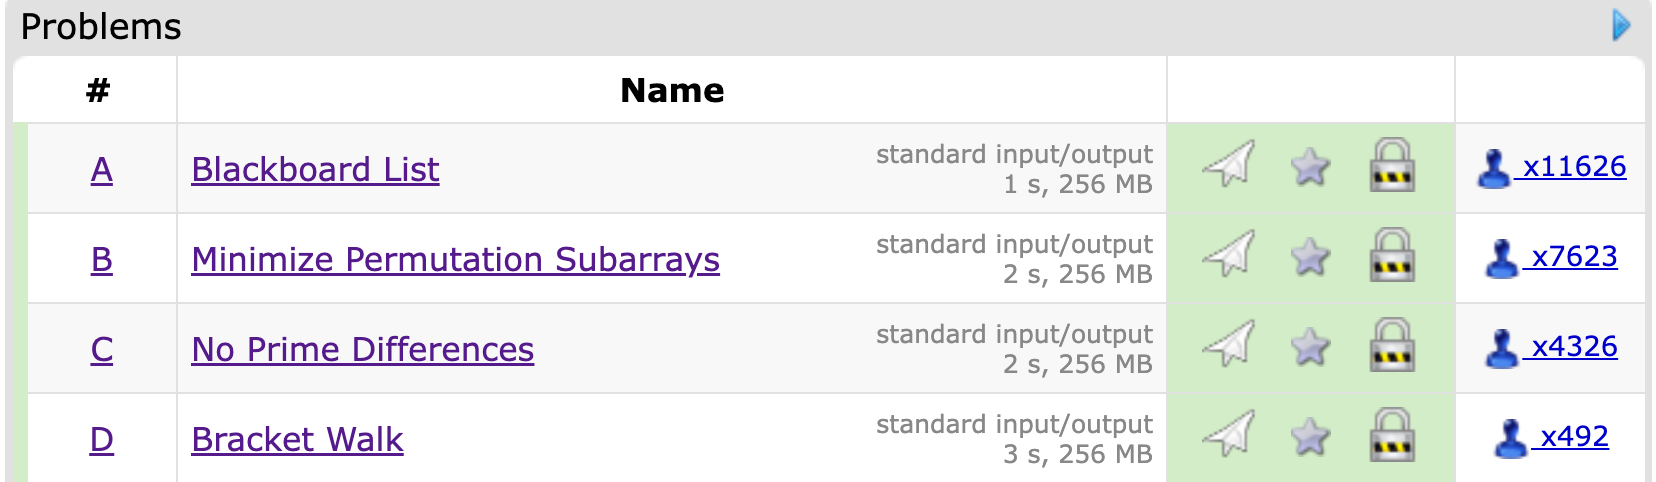 Problems
# Name
A Blackboard List standard input/output
1 s, 256 MB x11626
B Minimize Permutation Subarrays standard input/output
2 s, 256 MB x7623
C No Prime Differences standard input/output
2 s, 256 MB x4326
D Bracket Walk standard input/output
3 s, 256 MB x492